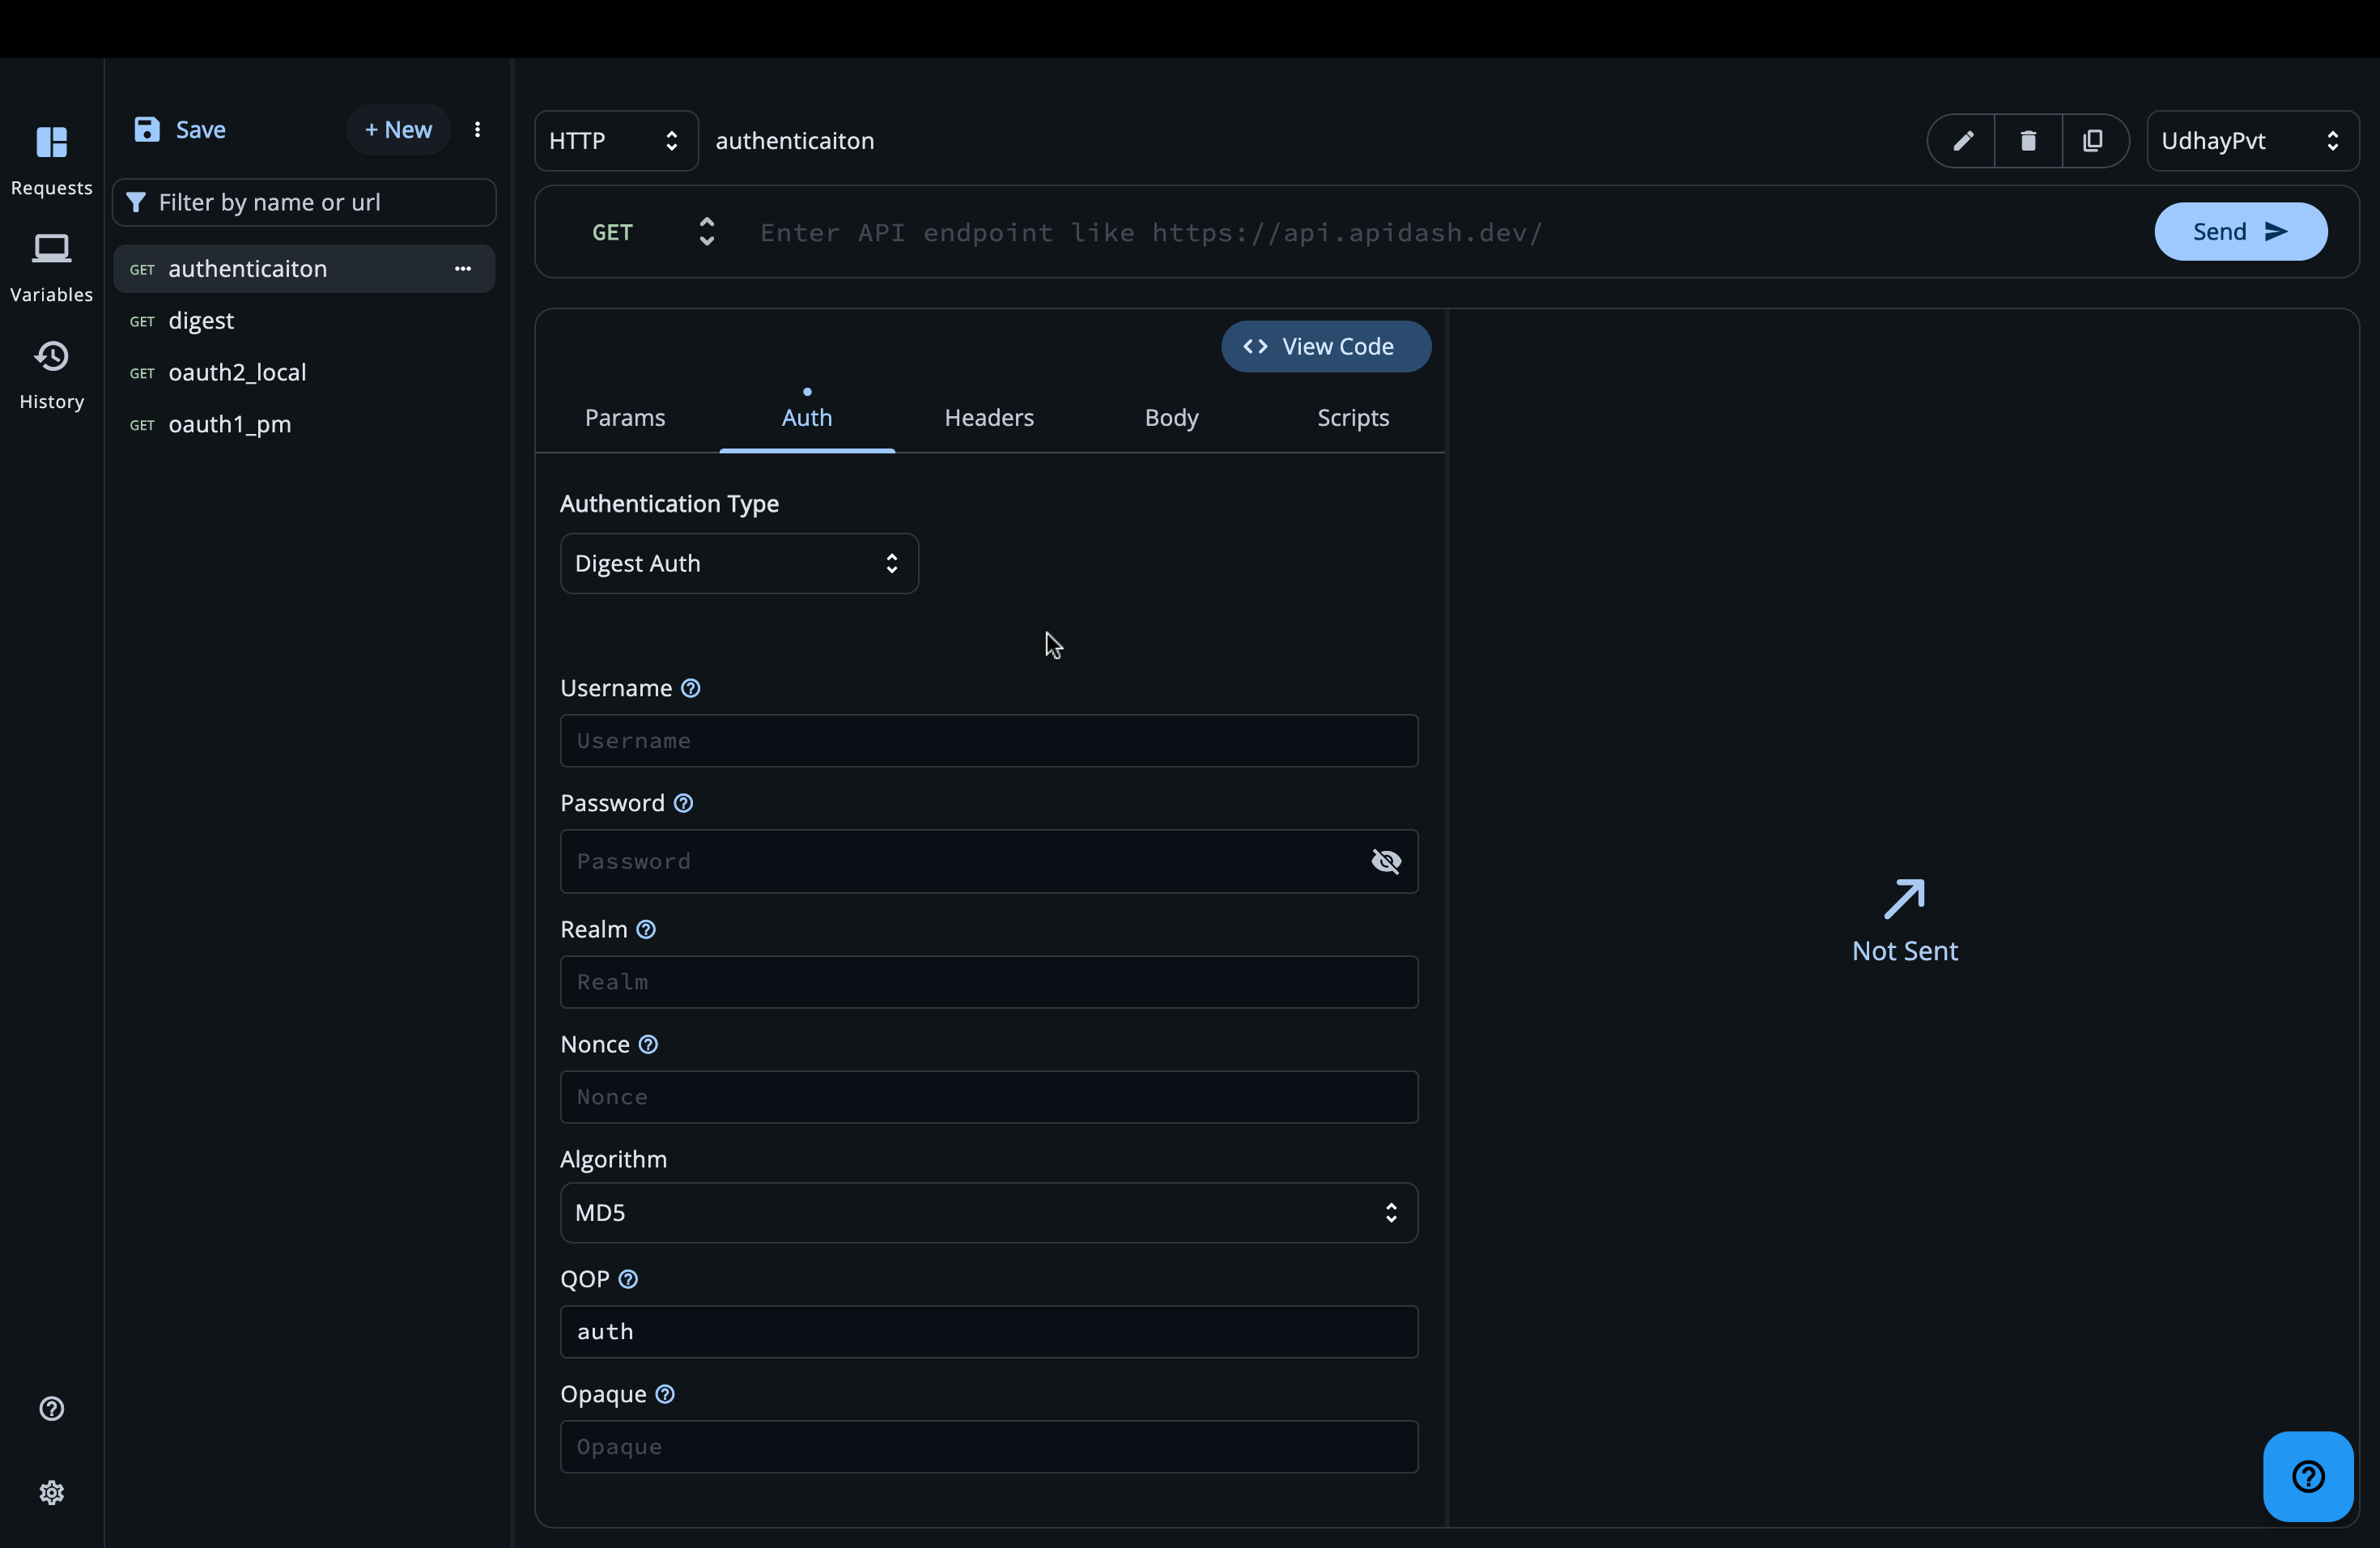 Requests
Variables
History
Save
+ New
Filter by name or url
GET authenticaiton
GET digest
GET oauth2_local
GET oauth1_pm
HTTP
authenticaiton
UdhayPvt
GET
Enter API endpoint like https://api.apidash.dev/
Send
View Code
Params
Auth
Headers
Body
Scripts
Authentication Type
Digest Auth
Username
Username
Password
Password
Realm
Realm
Nonce
Nonce
Algorithm
MD5
QOP
auth
Opaque
Opaque
Not Sent